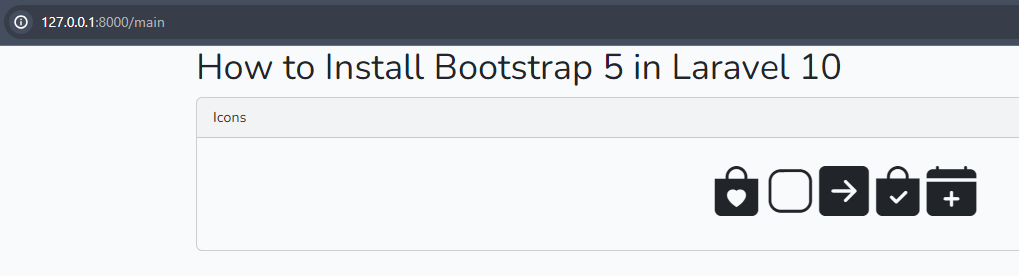 127.0.0.1:8000/main
How to Install Bootstrap 5 in Laravel 10
Icons